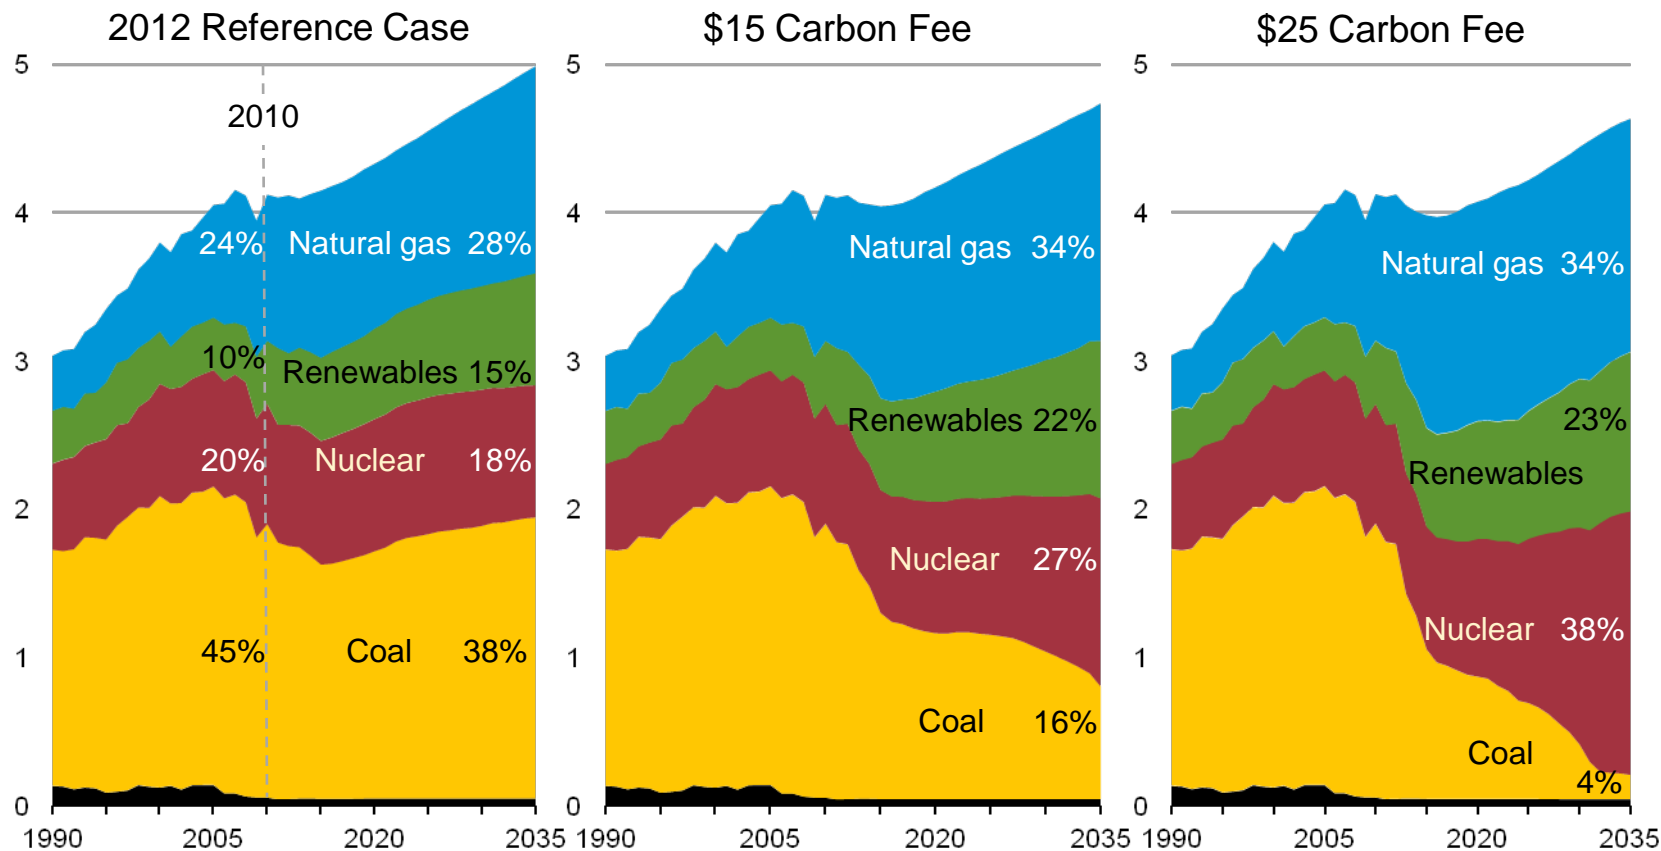 2012 Reference Case
5
2010
4
24% Natural gas 28%
3
10%
Renewables 15%
20% Nuclear 18%
2
45% Coal 38%
1
0
1990 2005 2020 2035
$15 Carbon Fee
5
4
Natural gas 34%
3
Renewables 22%
2
Nuclear 27%
1
Coal 16%
0
1990 2005 2020 2035
$25 Carbon Fee
5
4
Natural gas 34%
3
23%
Renewables
2
Nuclear 38%
1
Coal
4%
0
1990 2005 2020 2035